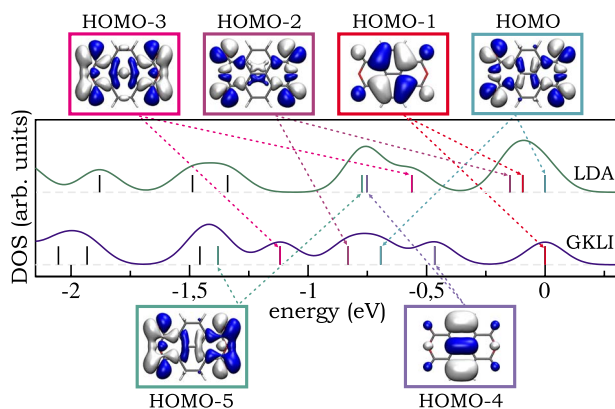 HOMO-3 HOMO-2 HOMO-1 HOMO
DOS (arb. units)
LDA
GKLI
-2 -1,5 -1 -0,5 0
energy (eV)
HOMO-5 HOMO-4